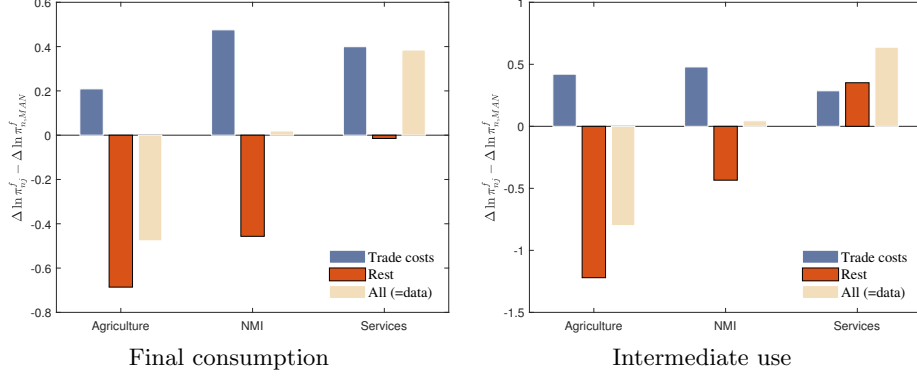 0.6
0.4
0.2
0
-0.2
-0.4
-0.6
-0.8
Δ ln π^f_{nj} − Δ ln π^f_{n,MAN}
Agriculture
NMI
Services
Trade costs
Rest
All (=data)
Final consumption
1
0.5
0
-0.5
-1
-1.5
Δ ln π^f_{nj} − Δ ln π^f_{n,MAN}
Agriculture
NMI
Services
Trade costs
Rest
All (=data)
Intermediate use